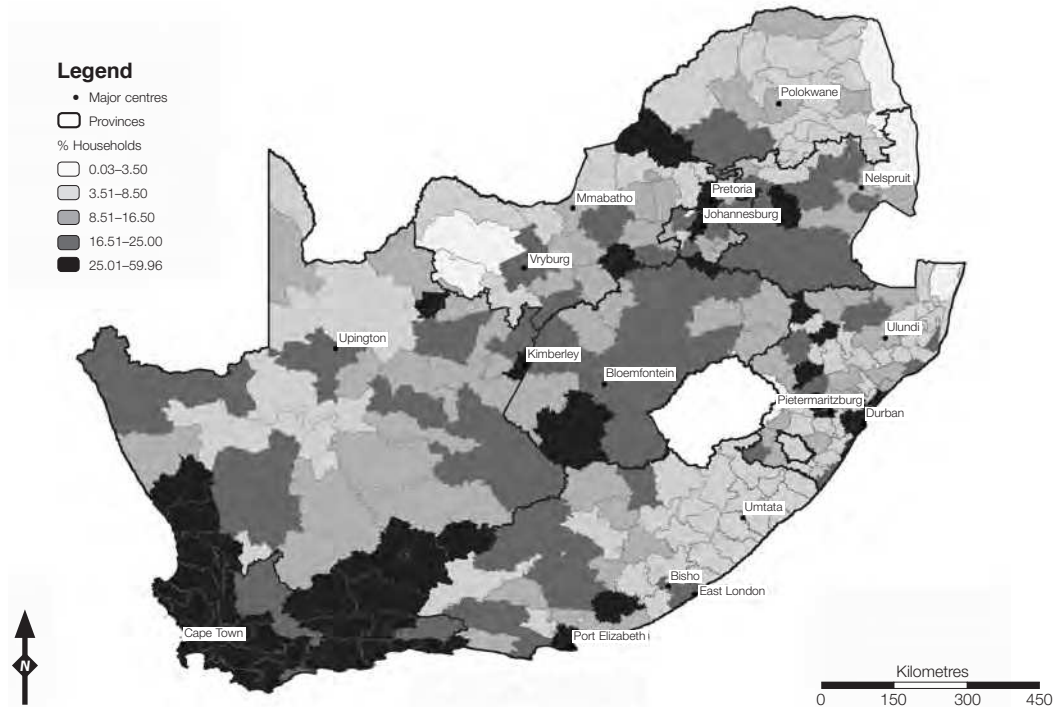 Legend
Major centres
Provinces
% Households
0.03–3.50
3.51–8.50
8.51–16.50
16.51–25.00
25.01–59.96
Polokwane
Nelspruit
Pretoria
Mmabatho
Johannesburg
Vryburg
Ulundi
Upington
Kimberley
Bloemfontein
Pietermaritzburg
Durban
Umtata
Bisho
East London
Cape Town
Port Elizabeth
N
Kilometres
0 150 300 450